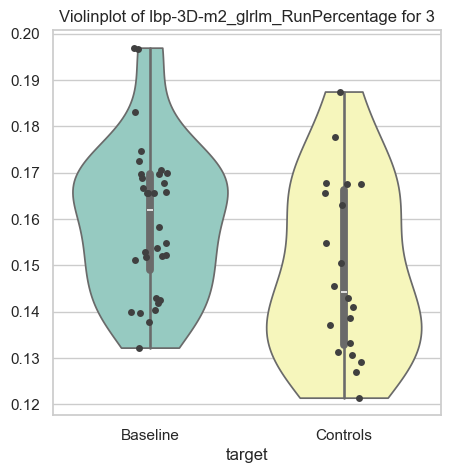 Violinplot of lbp-3D-m2_glrlm_RunPercentage for 3
0.20
0.19
0.18
0.17
0.16
0.15
0.14
0.13
0.12
Baseline
Controls
target